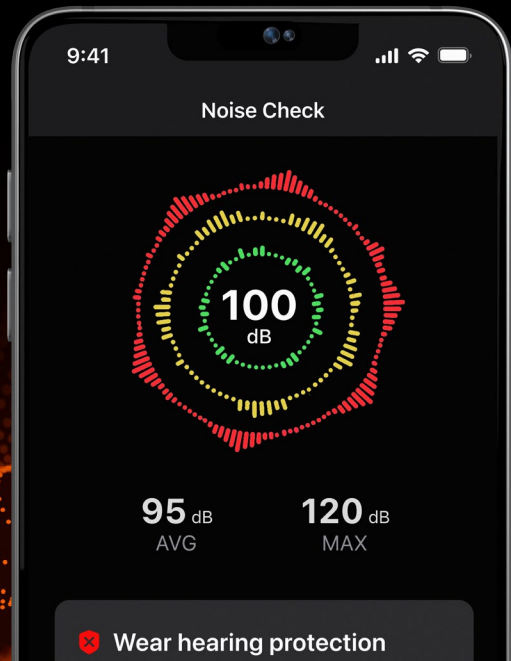 9:41
Noise Check
100
dB
95 dB
120 dB
AVG
MAX
Wear hearing protection